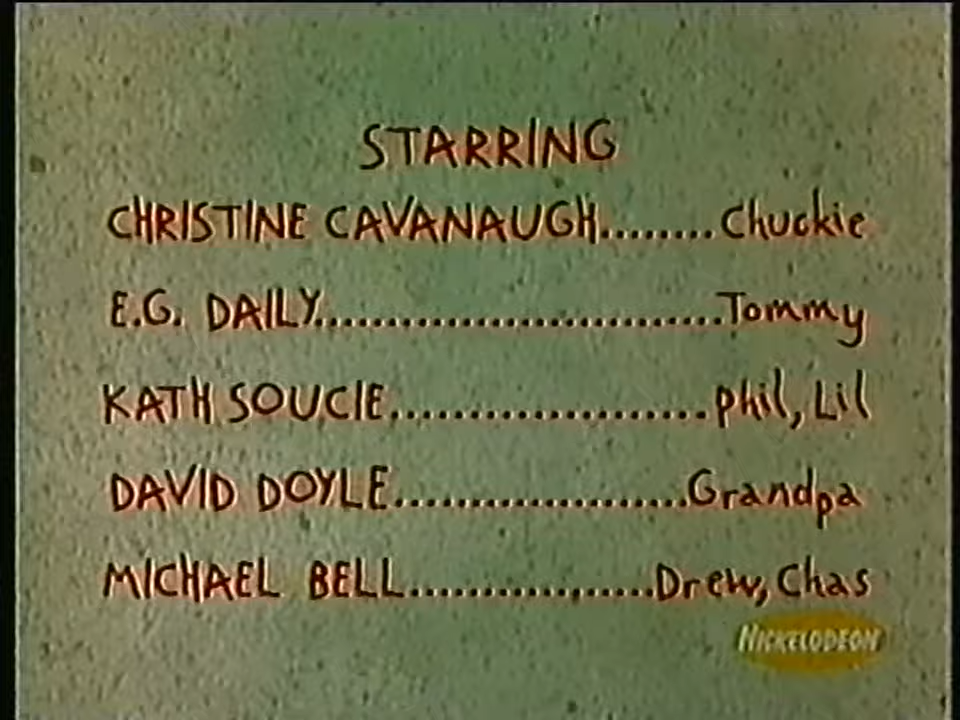 STARRING
CHRISTINE CAVANAUGH........Chuckie
E.G. DAILY............................Tommy
KATH SOUCIE....................Phil, Lil
DAVID DOYLE...................Grandpa
MICHAEL BELL................Drew, Chas
NICKELODEON